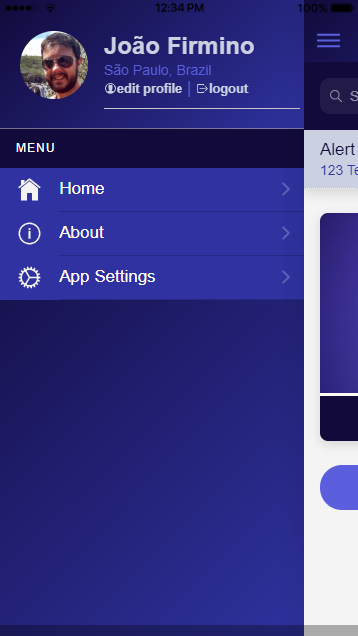 12:34 PM
100%
João Firmino
São Paulo, Brazil
edit profile | logout
MENU
Home
About
App Settings
S
Alert
123 Te